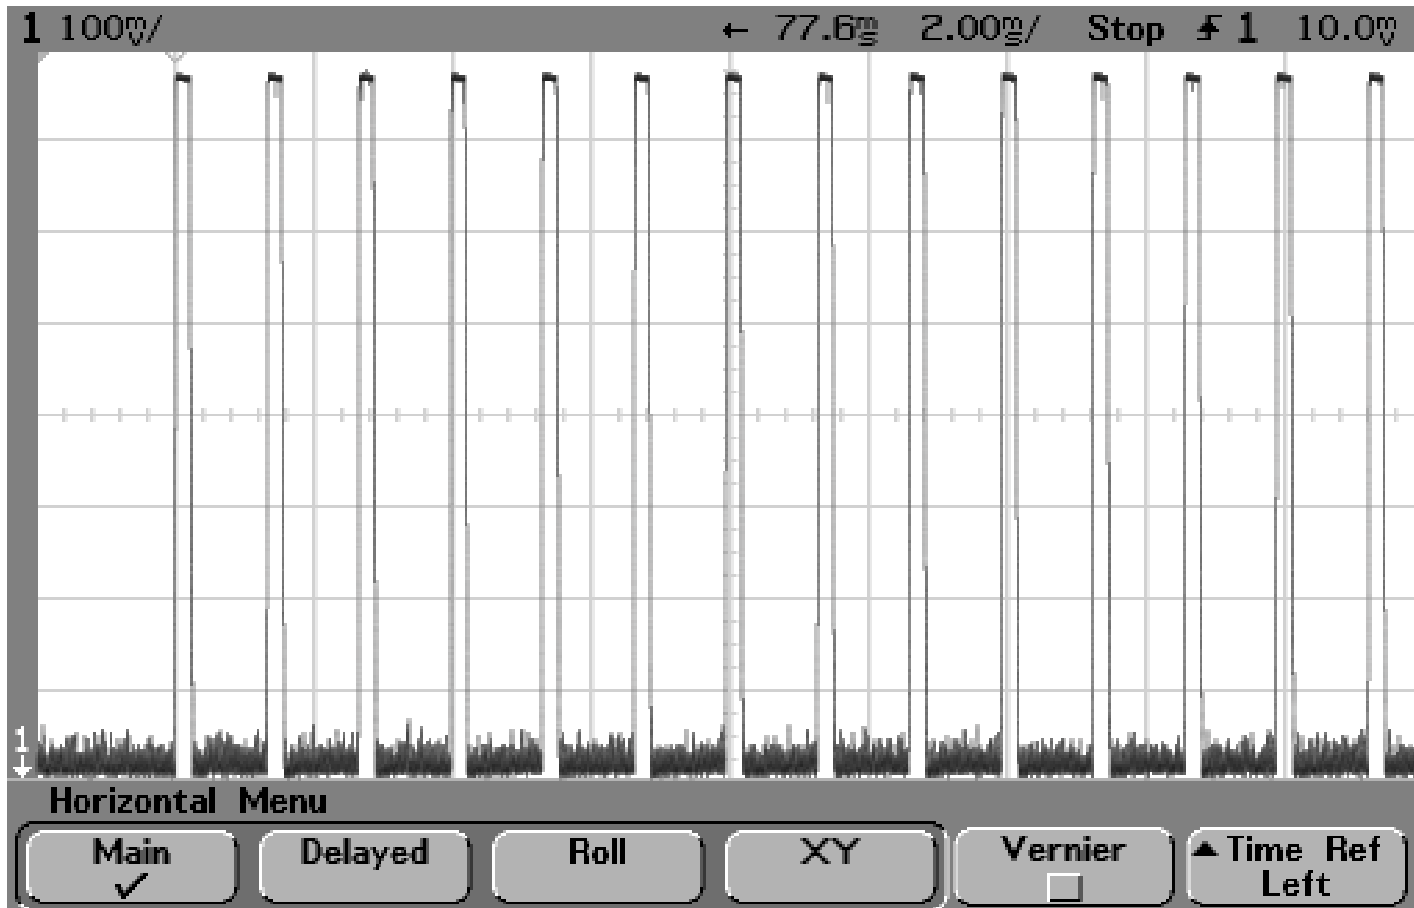 1 100mV/ ← 77.6ms 2.00ms/ Stop 1 10.0mV
1
Horizontal Menu
Main Delayed Roll XY Vernier Time Ref
Left